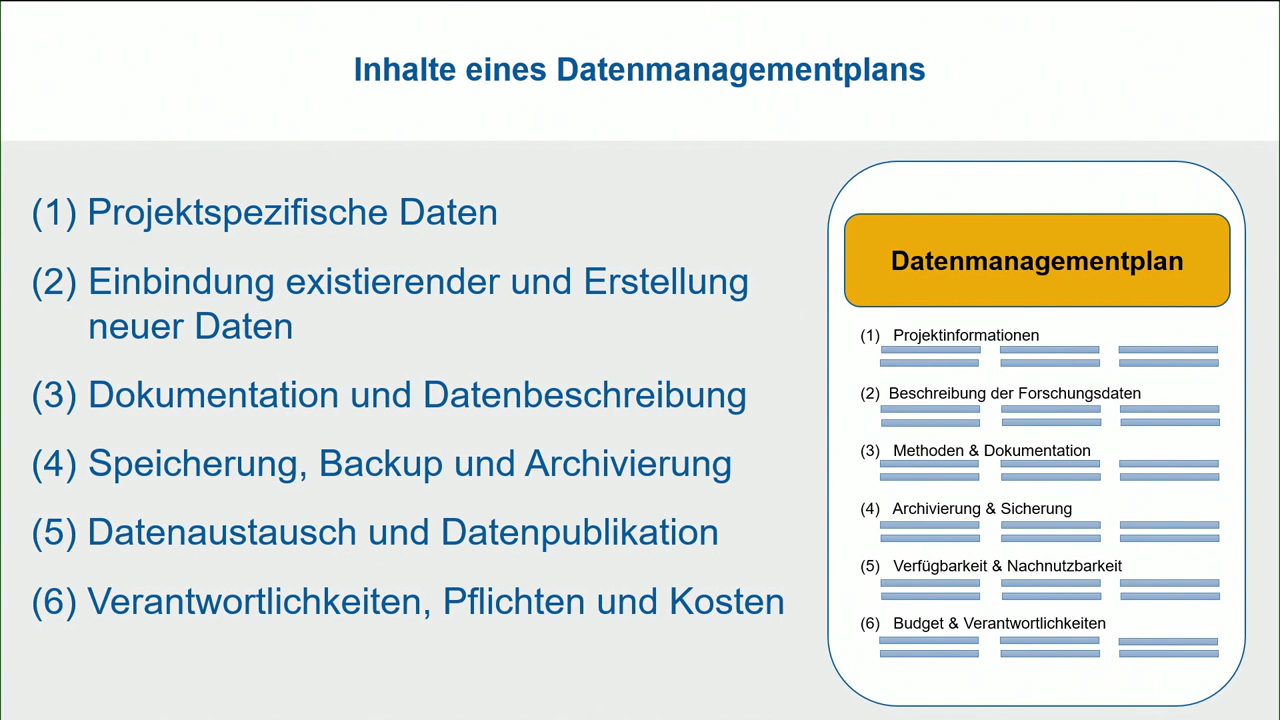 Inhalte eines Datenmanagementplans
(1) Projektspezifische Daten
(2) Einbindung existierender und Erstellung
neuer Daten
(3) Dokumentation und Datenbeschreibung
(4) Speicherung, Backup und Archivierung
(5) Datenaustausch und Datenpublikation
(6) Verantwortlichkeiten, Pflichten und Kosten
Datenmanagementplan
(1) Projektinformationen
(2) Beschreibung der Forschungsdaten
(3) Methoden & Dokumentation
(4) Archivierung & Sicherung
(5) Verfügbarkeit & Nachnutzbarkeit
(6) Budget & Verantwortlichkeiten